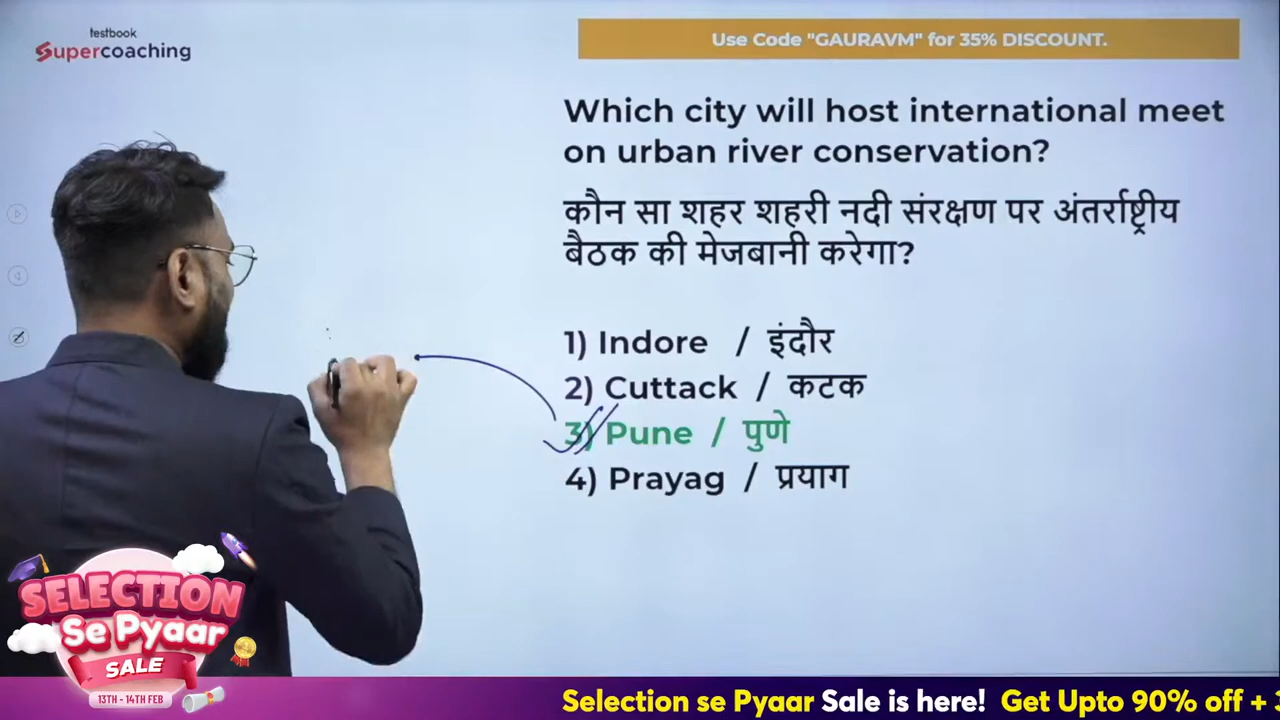 testbook
Supercoaching
Use Code "GAURAVM" for 35% DISCOUNT.
Which city will host international meet
on urban river conservation?
कौन सा शहर शहरी नदी संरक्षण पर अंतर्राष्ट्रीय
बैठक की मेजबानी करेगा?
1) Indore / इंदौर
2) Cuttack / कटक
3) Pune / पुणे
4) Prayag / प्रयाग
SELECTION
Se Pyaar
SALE
13TH - 14TH FEB
Selection se Pyaar Sale is here! Get Upto 90% off +